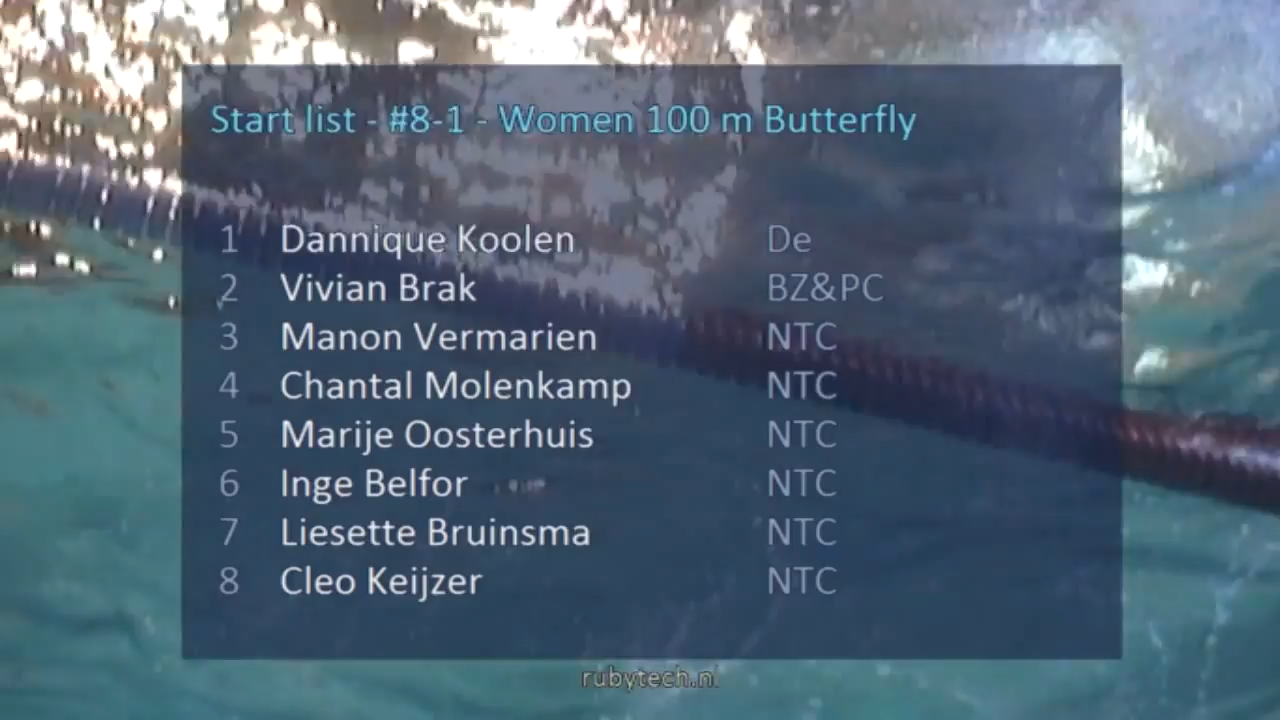 Start list - #8-1 - Women 100 m Butterfly
1 Dannique Koolen De
2 Vivian Brak BZ&PC
3 Manon Vermarien NTC
4 Chantal Molenkamp NTC
5 Marije Oosterhuis NTC
6 Inge Belfor NTC
7 Liesette Bruinsma NTC
8 Cleo Keijzer NTC
rubytech.nl